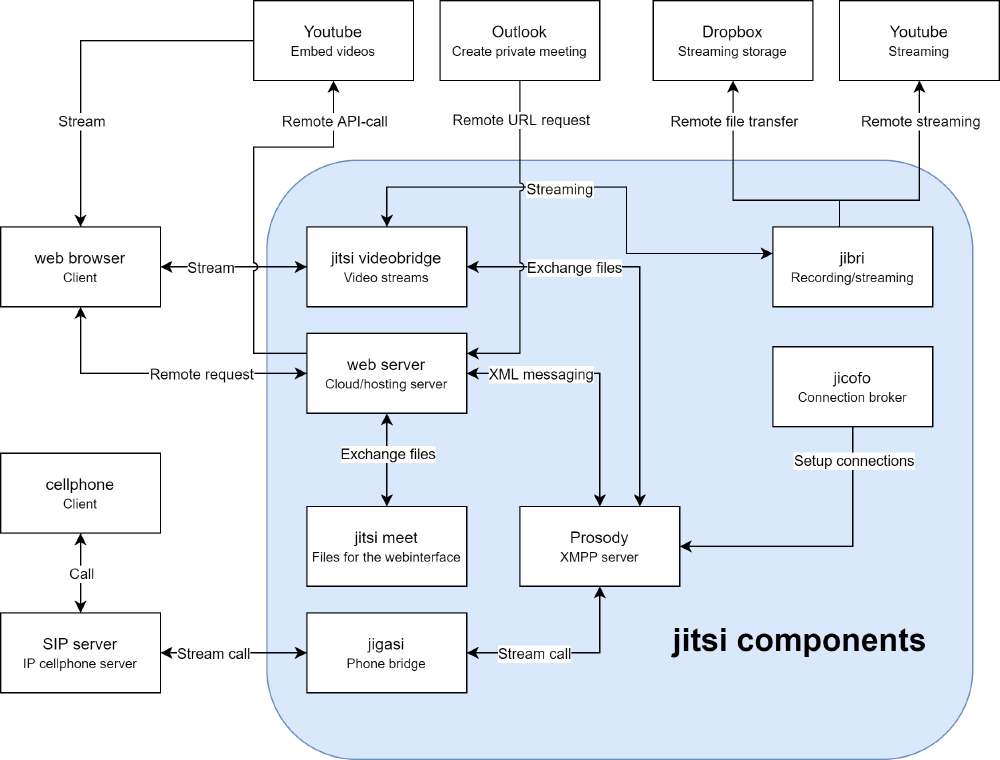 Youtube
Embed videos
Outlook
Create private meeting
Dropbox
Streaming storage
Youtube
Streaming
Stream
Remote API-call
Remote URL request
Remote file transfer
Remote streaming
Streaming
web browser
Client
Stream
jitsi videobridge
Video streams
Exchange files
jibri
Recording/streaming
Remote request
web server
Cloud/hosting server
XML messaging
jicofo
Connection broker
Exchange files
Setup connections
cellphone
Client
jitsi meet
Files for the webinterface
Prosody
XMPP server
Call
SIP server
IP cellphone server
Stream call
jigasi
Phone bridge
Stream call
jitsi components